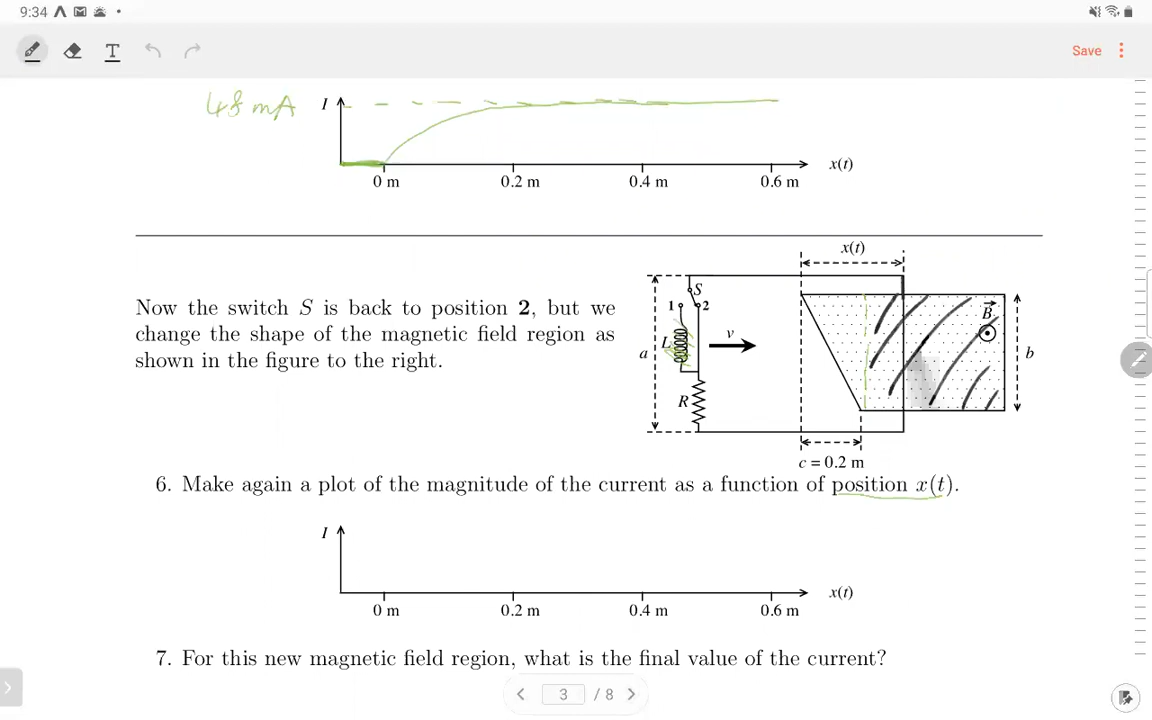 9:34
Save
48 mA
I
x(t)
0 m 0.2 m 0.4 m 0.6 m
Now the switch S is back to position 2, but we
change the shape of the magnetic field region as
shown in the figure to the right.
x(t)
S
1 2
L
a
v
R
B
b
c = 0.2 m
6. Make again a plot of the magnitude of the current as a function of position x(t).
I
x(t)
0 m 0.2 m 0.4 m 0.6 m
7. For this new magnetic field region, what is the final value of the current?
3 / 8